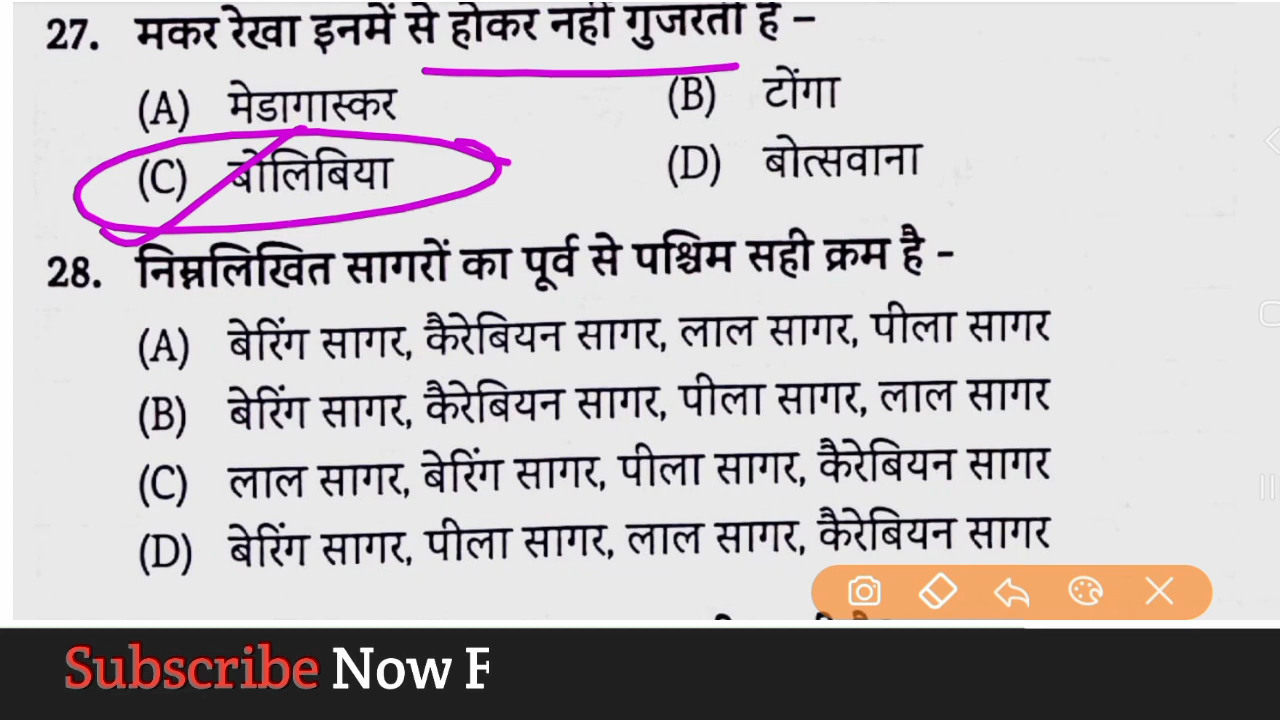 27. मकर रेखा इनमें से होकर नहीं गुजरती है –
(A) मेडागास्कर (B) टोंगा
(C) बोलिबिया (D) बोत्सवाना
28. निम्नलिखित सागरों का पूर्व से पश्चिम सही क्रम है –
(A) बेरिंग सागर, कैरेबियन सागर, लाल सागर, पीला सागर
(B) बेरिंग सागर, कैरेबियन सागर, पीला सागर, लाल सागर
(C) लाल सागर, बेरिंग सागर, पीला सागर, कैरेबियन सागर
(D) बेरिंग सागर, पीला सागर, लाल सागर, कैरेबियन सागर
Subscribe Now F